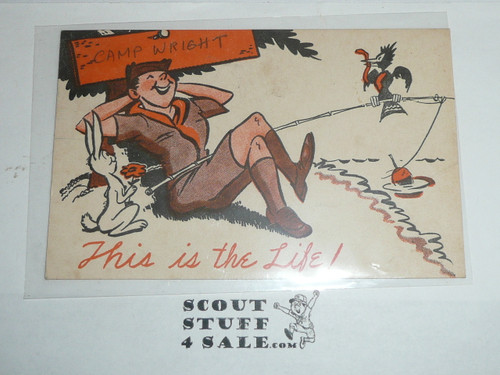 CAMP WRIGHT
This is the Life!
SCOUT
STUFF
4 SALE.COM